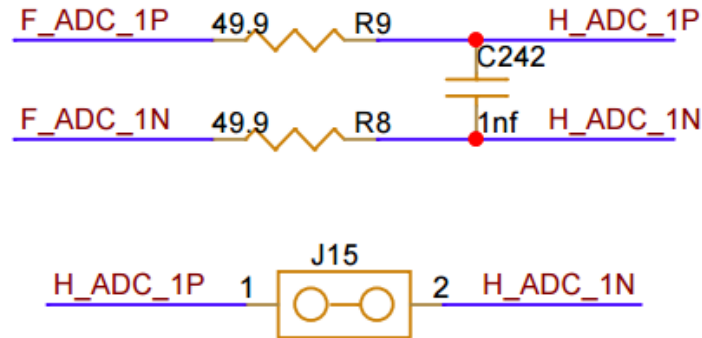 F_ADC_1P 49.9 R9 H_ADC_1P
C242
F_ADC_1N 49.9 R8 1nf H_ADC_1N
J15
H_ADC_1P 1 2 H_ADC_1N